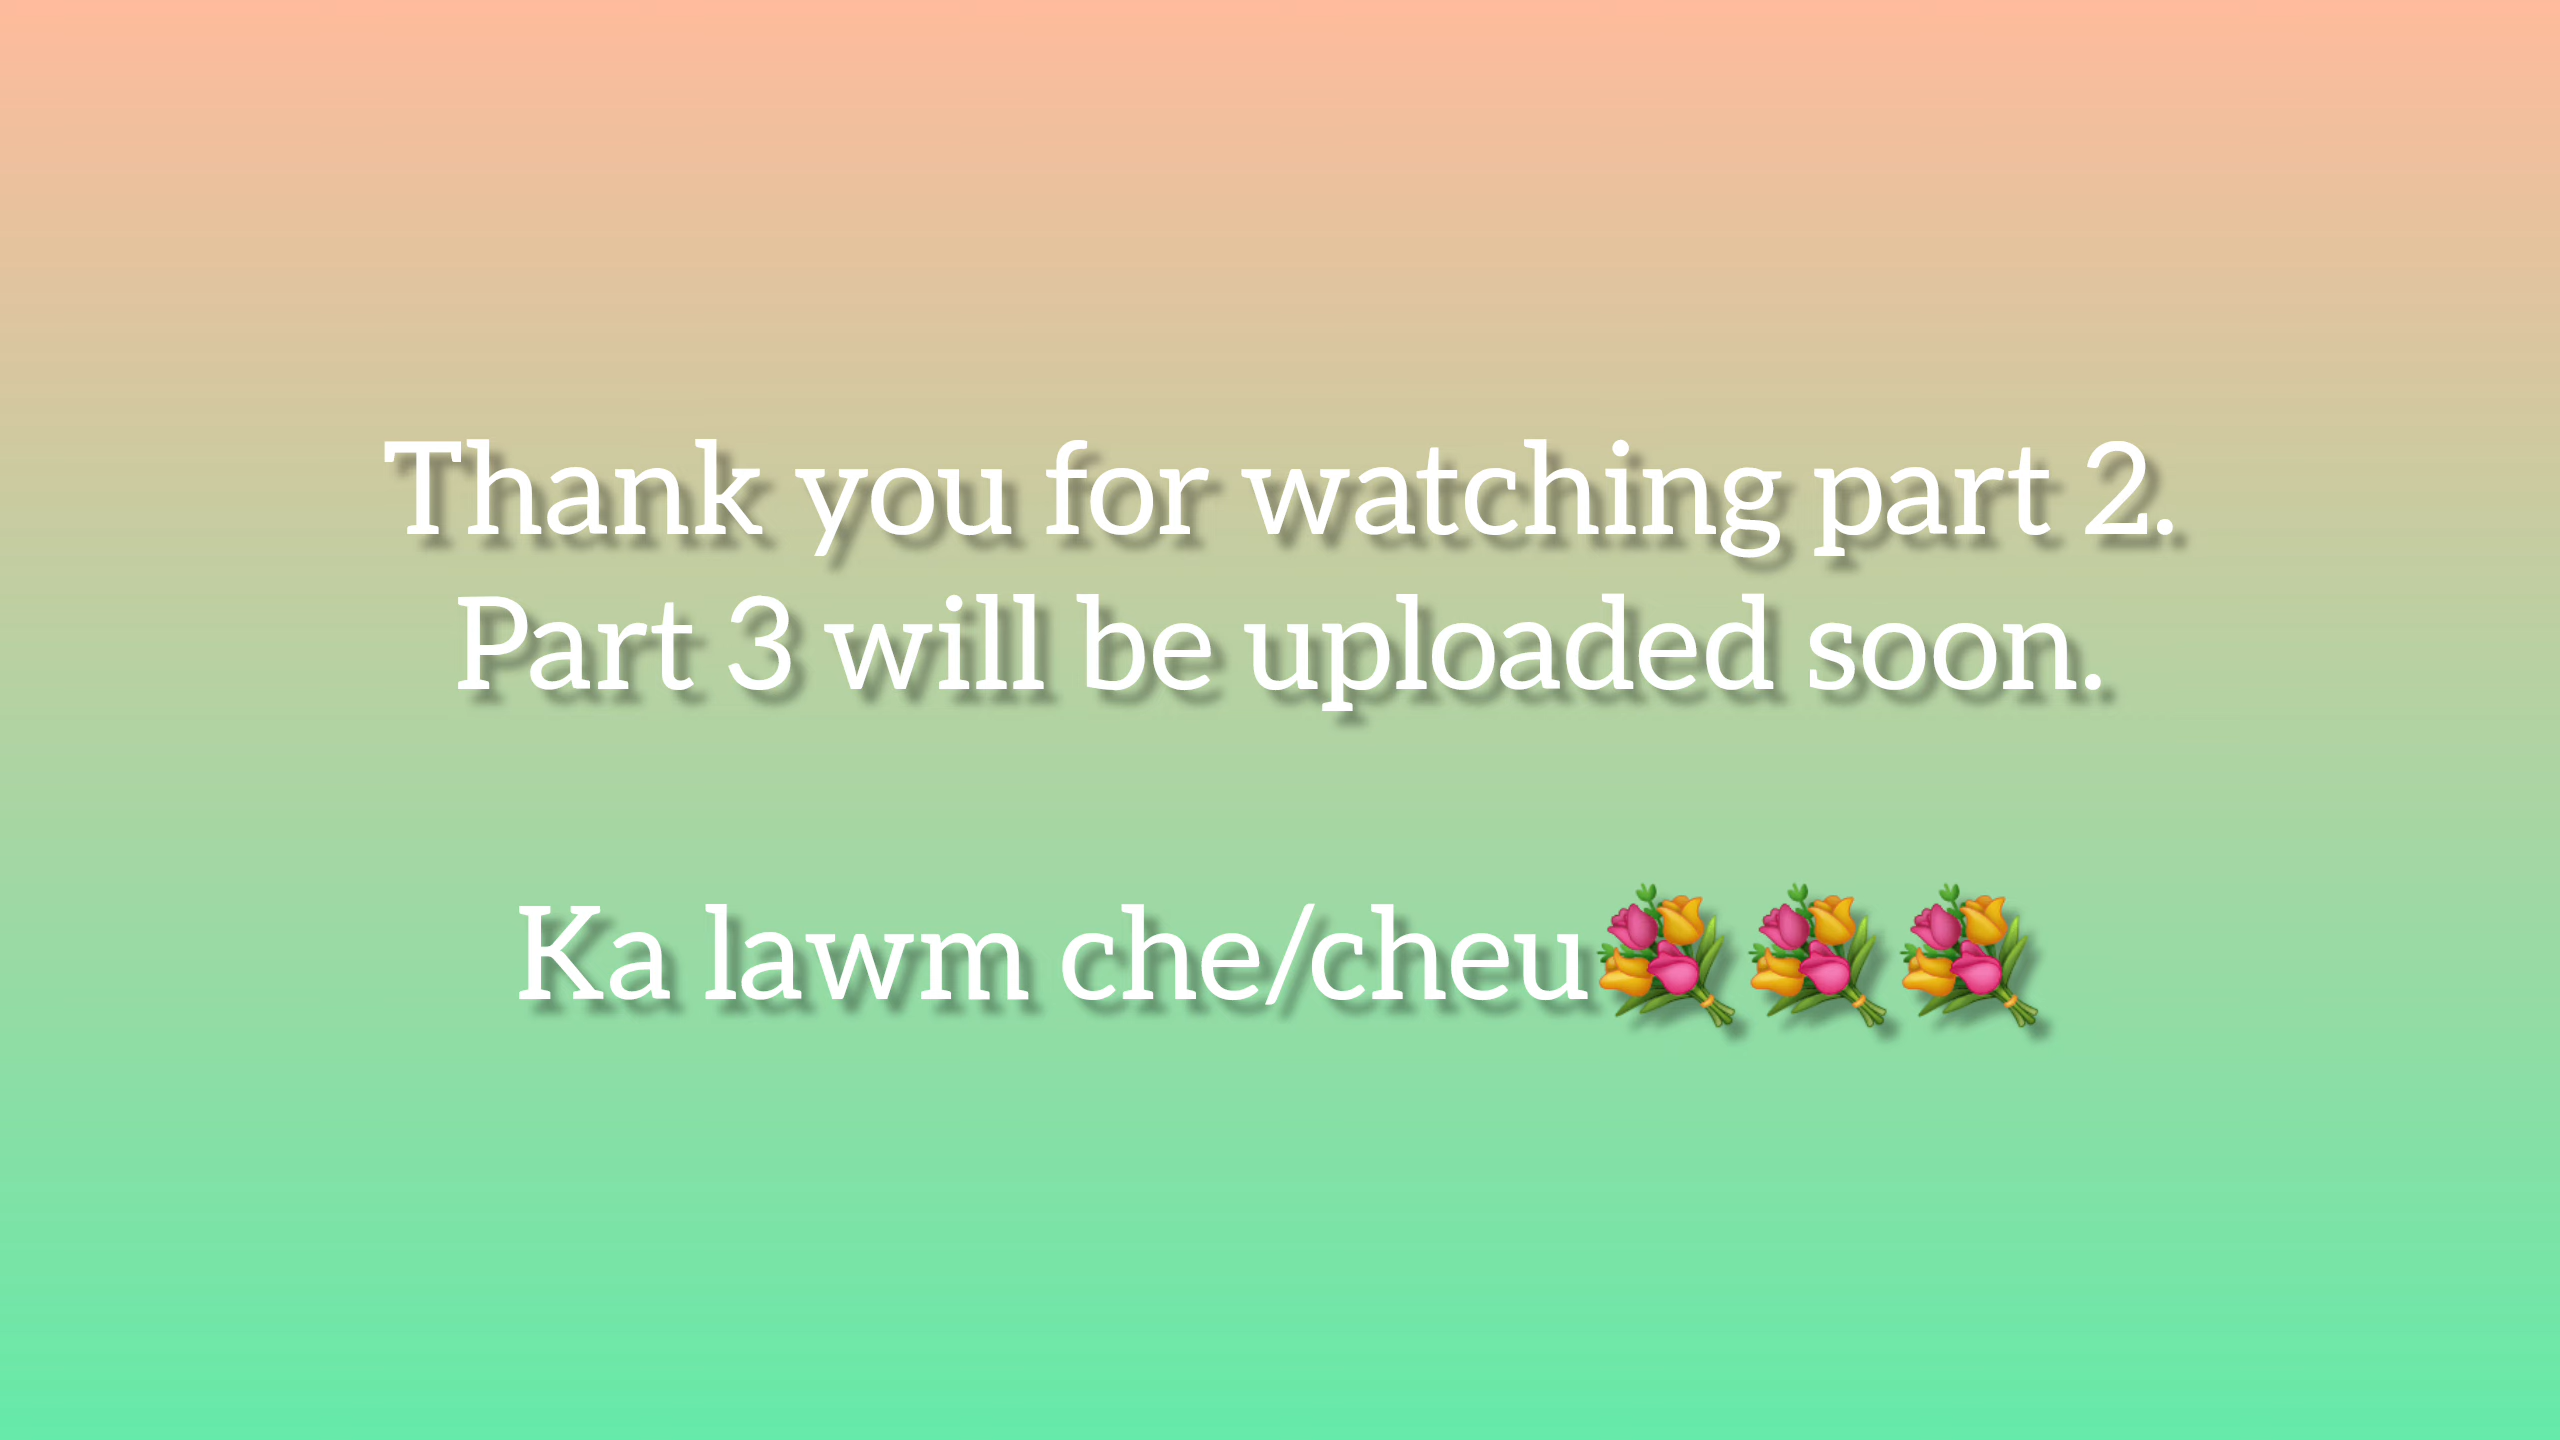 Thank you for watching part 2.
Part 3 will be uploaded soon.
Ka lawm che/cheu💐💐💐